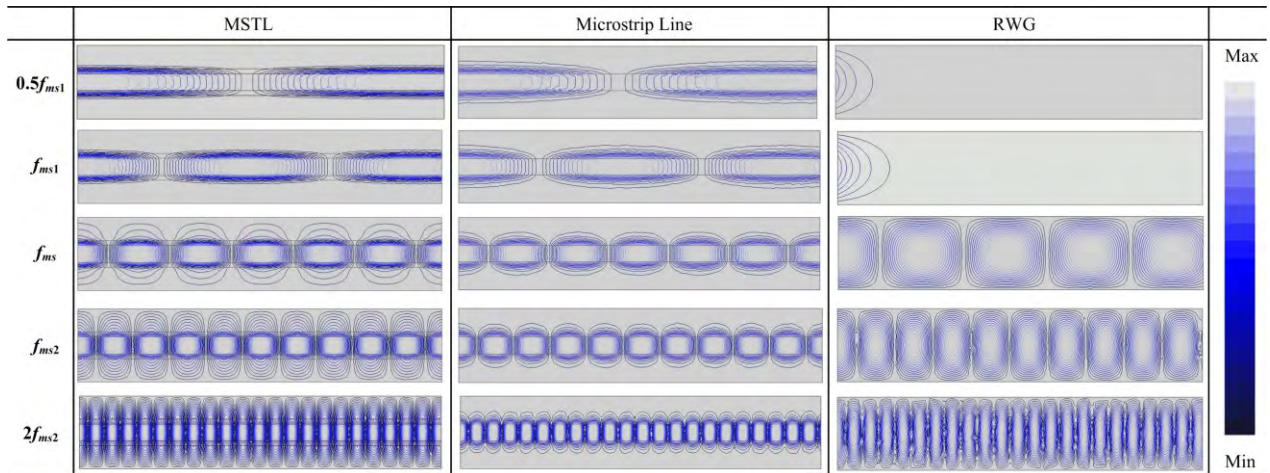 MSTL Microstrip Line RWG
Max
0.5fms1
fms1
fms
fms2
2fms2
Min